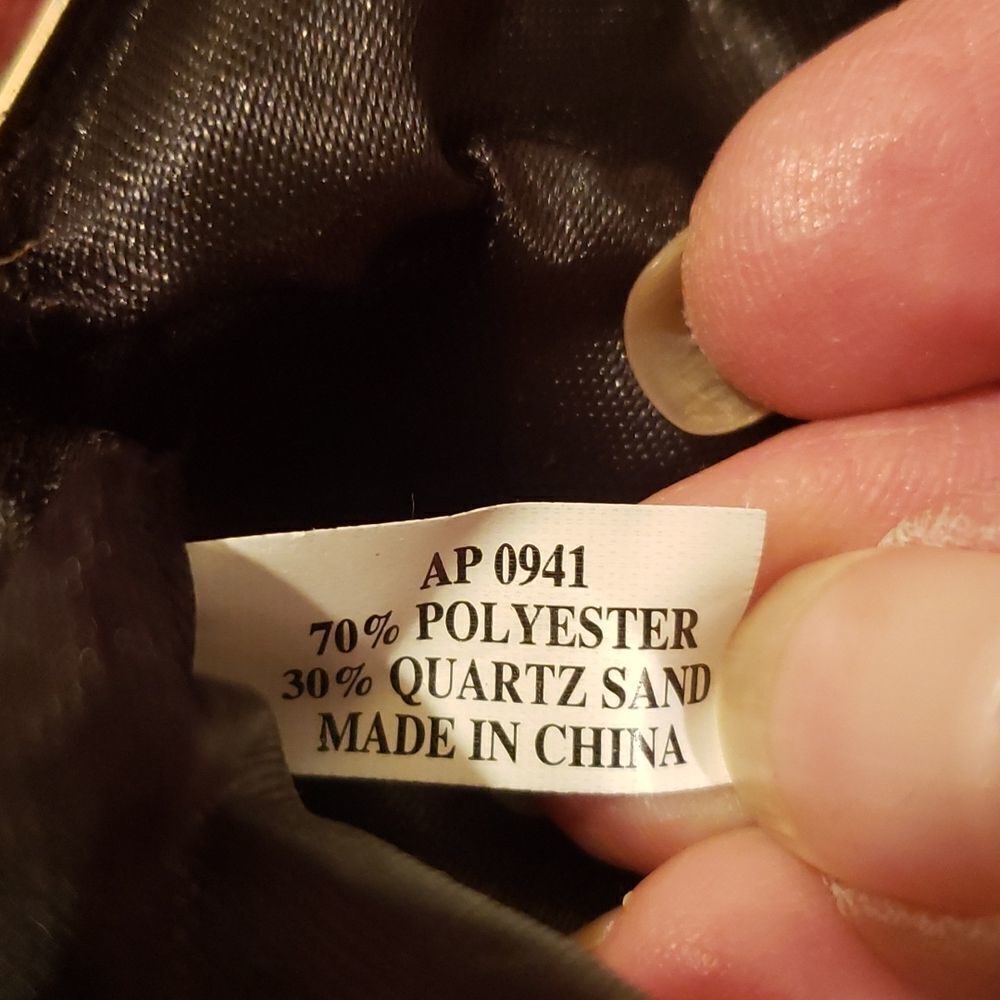 AP 0941
70% POLYESTER
30% QUARTZ SAND
MADE IN CHINA